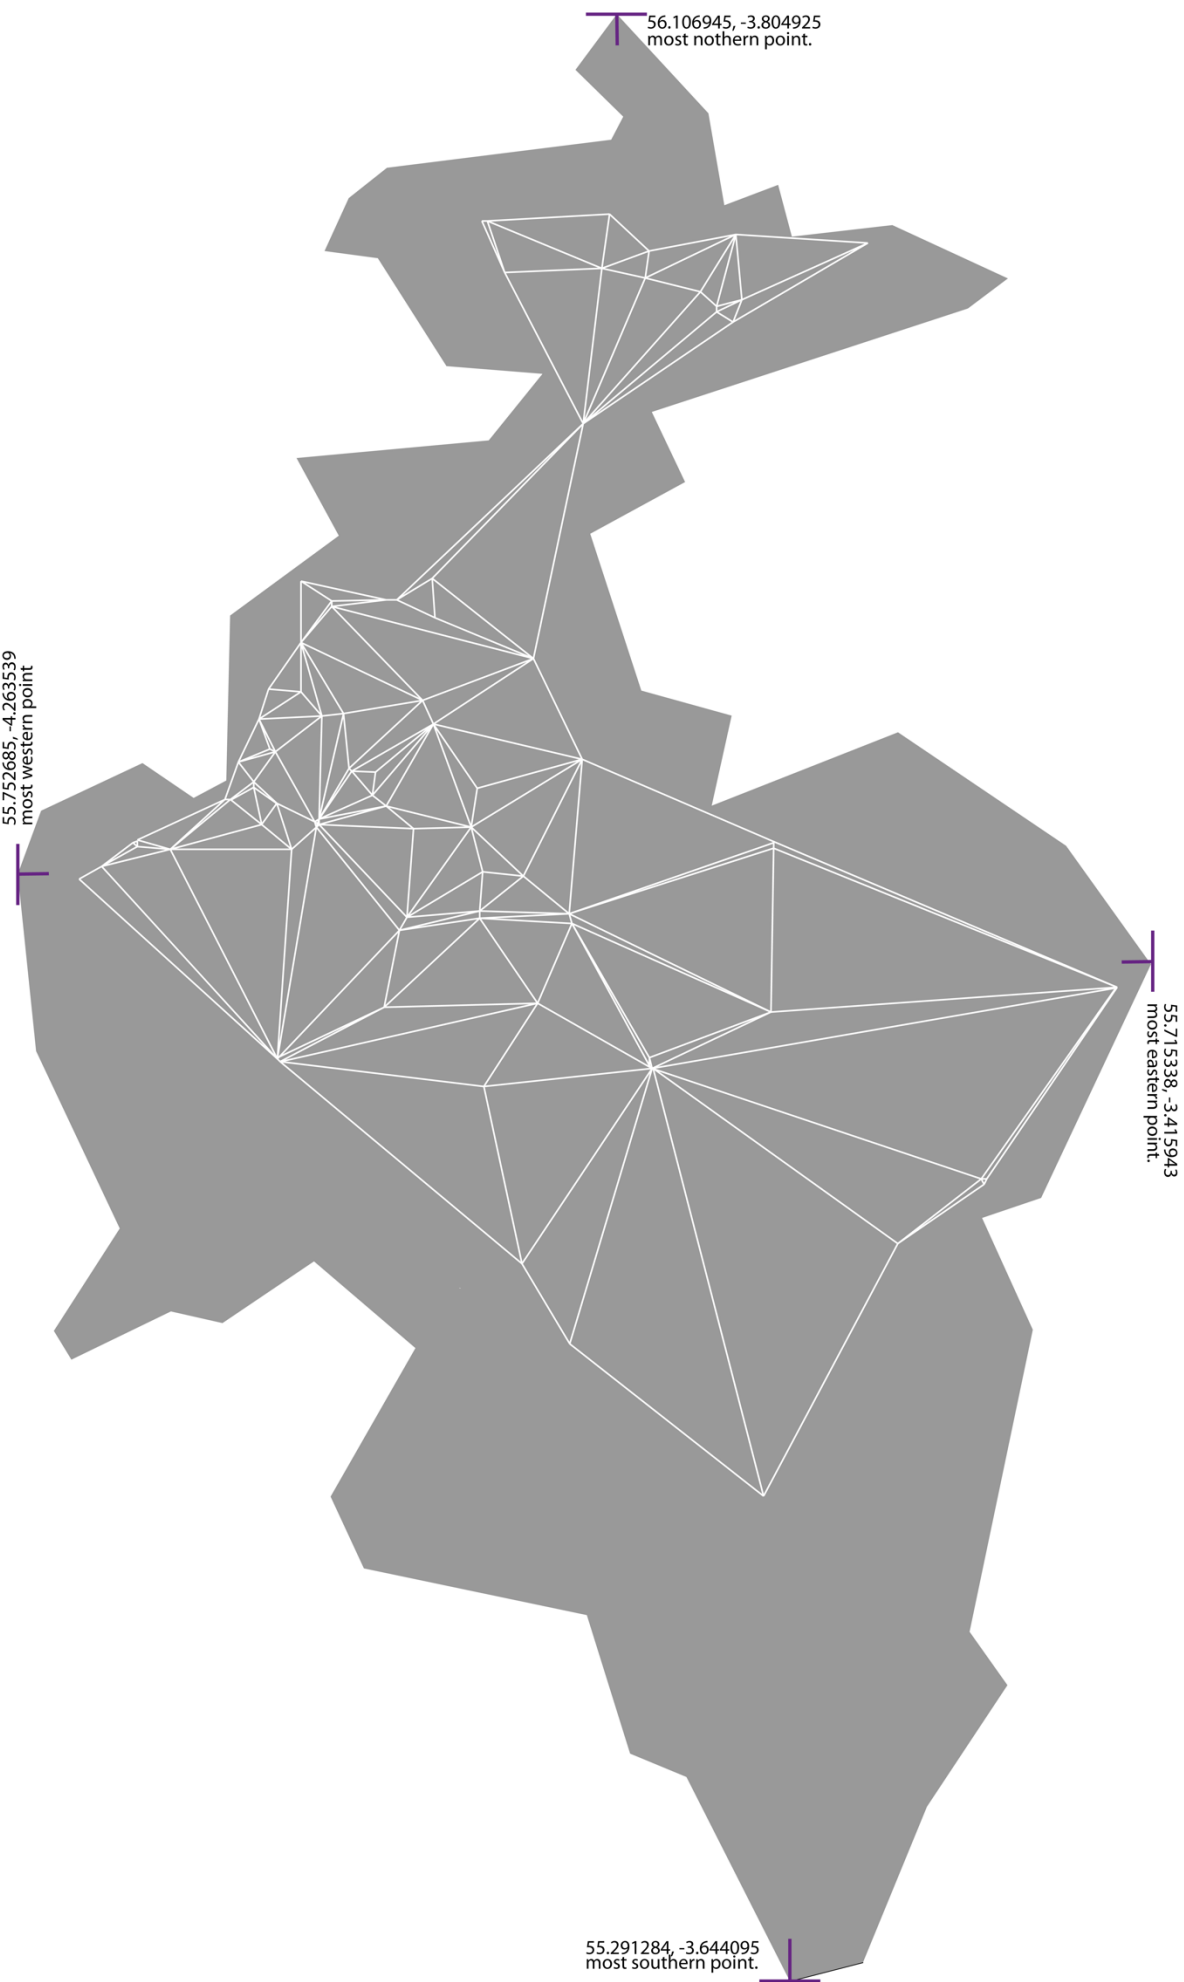 56.106945, -3.804925
most nothern point.
55.752685, -4.263539
most western point
55.715338, -3.415943
most eastern point.
55.291284, -3.644095
most southern point.